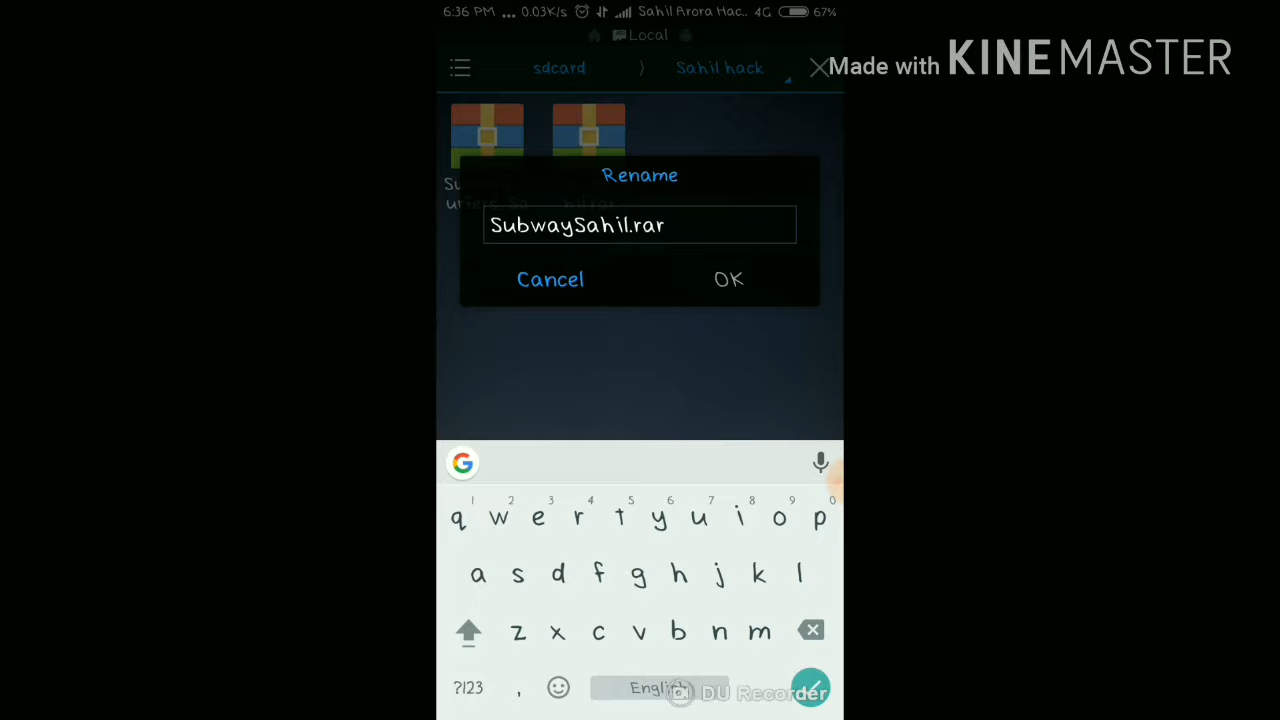 6:36 PM ... 0.03K/s Sahil Arora Hac.. 4G 67%
Local
sdcard 〉 Sahil hack
Made with KINEMASTER
Rename
SubwaySahil.rar
Cancel OK
1 2 3 4 5 6 7 8 9 0
q w e r t y u i o p
a s d f g h j k l
z x c v b n m
?123 , English
DU Recorder